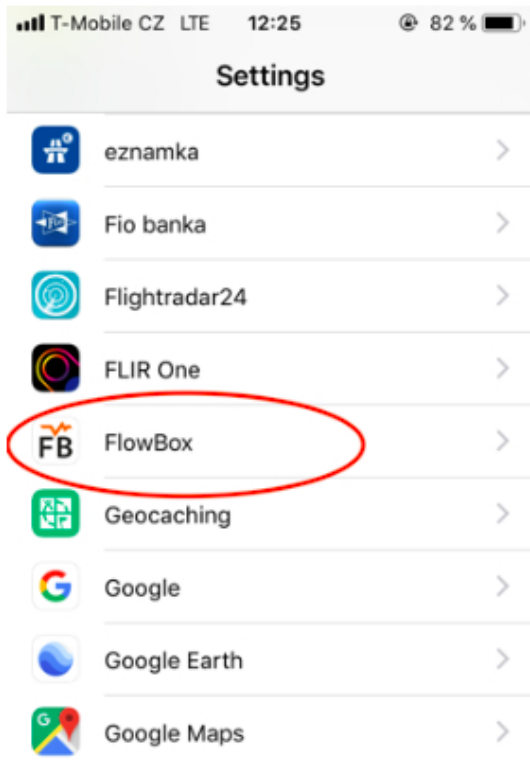 T-Mobile CZ LTE 12:25 82 %
Settings
eznamka
Fio banka
Flightradar24
FLIR One
FB FlowBox
Geocaching
G Google
Google Earth
G Google Maps